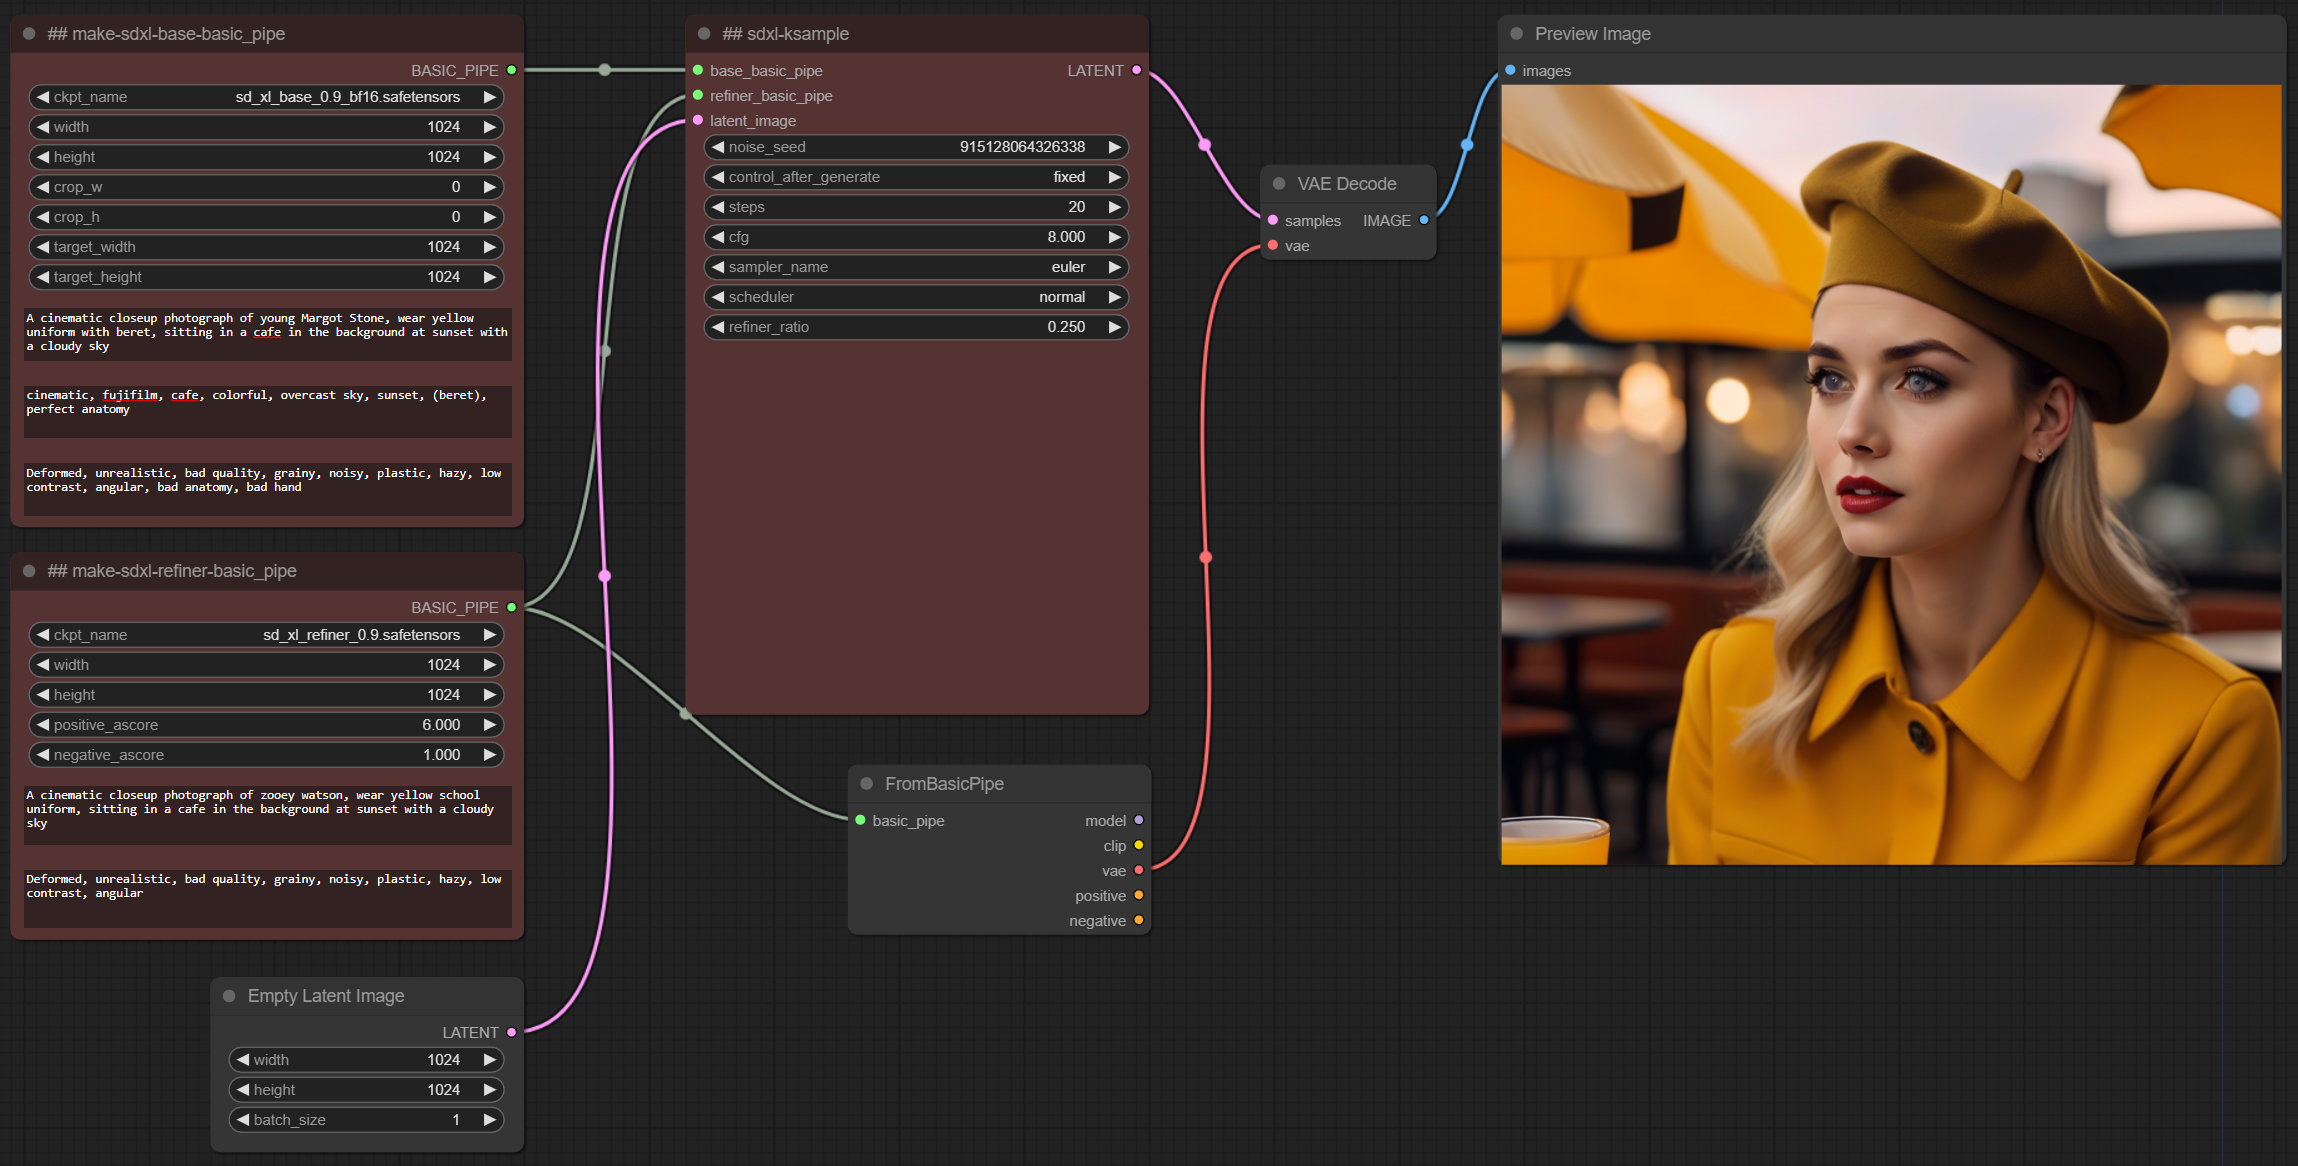 ## make-sdxl-base-basic_pipe
BASIC_PIPE
ckpt_name sd_xl_base_0.9_bf16.safetensors
width 1024
height 1024
crop_w 0
crop_h 0
target_width 1024
target_height 1024
A cinematic closeup photograph of young Margot Stone, wear yellow
uniform with beret, sitting in a cafe in the background at sunset with
a cloudy sky
cinematic, fujifilm, cafe, colorful, overcast sky, sunset, (beret),
perfect anatomy
Deformed, unrealistic, bad quality, grainy, noisy, plastic, hazy, low
contrast, angular, bad anatomy, bad hand
## make-sdxl-refiner-basic_pipe
BASIC_PIPE
ckpt_name sd_xl_refiner_0.9.safetensors
width 1024
height 1024
positive_ascore 6.000
negative_ascore 1.000
A cinematic closeup photograph of zooey watson, wear yellow school
uniform, sitting in a cafe in the background at sunset with a cloudy
sky
Deformed, unrealistic, bad quality, grainy, noisy, plastic, hazy, low
contrast, angular
Empty Latent Image
LATENT
width 1024
height 1024
batch_size 1
## sdxl-ksample
base_basic_pipe LATENT
refiner_basic_pipe
latent_image
noise_seed 915128064326338
control_after_generate fixed
steps 20
cfg 8.000
sampler_name euler
scheduler normal
refiner_ratio 0.250
FromBasicPipe
basic_pipe model
clip
vae
positive
negative
VAE Decode
samples IMAGE
vae
Preview Image
images